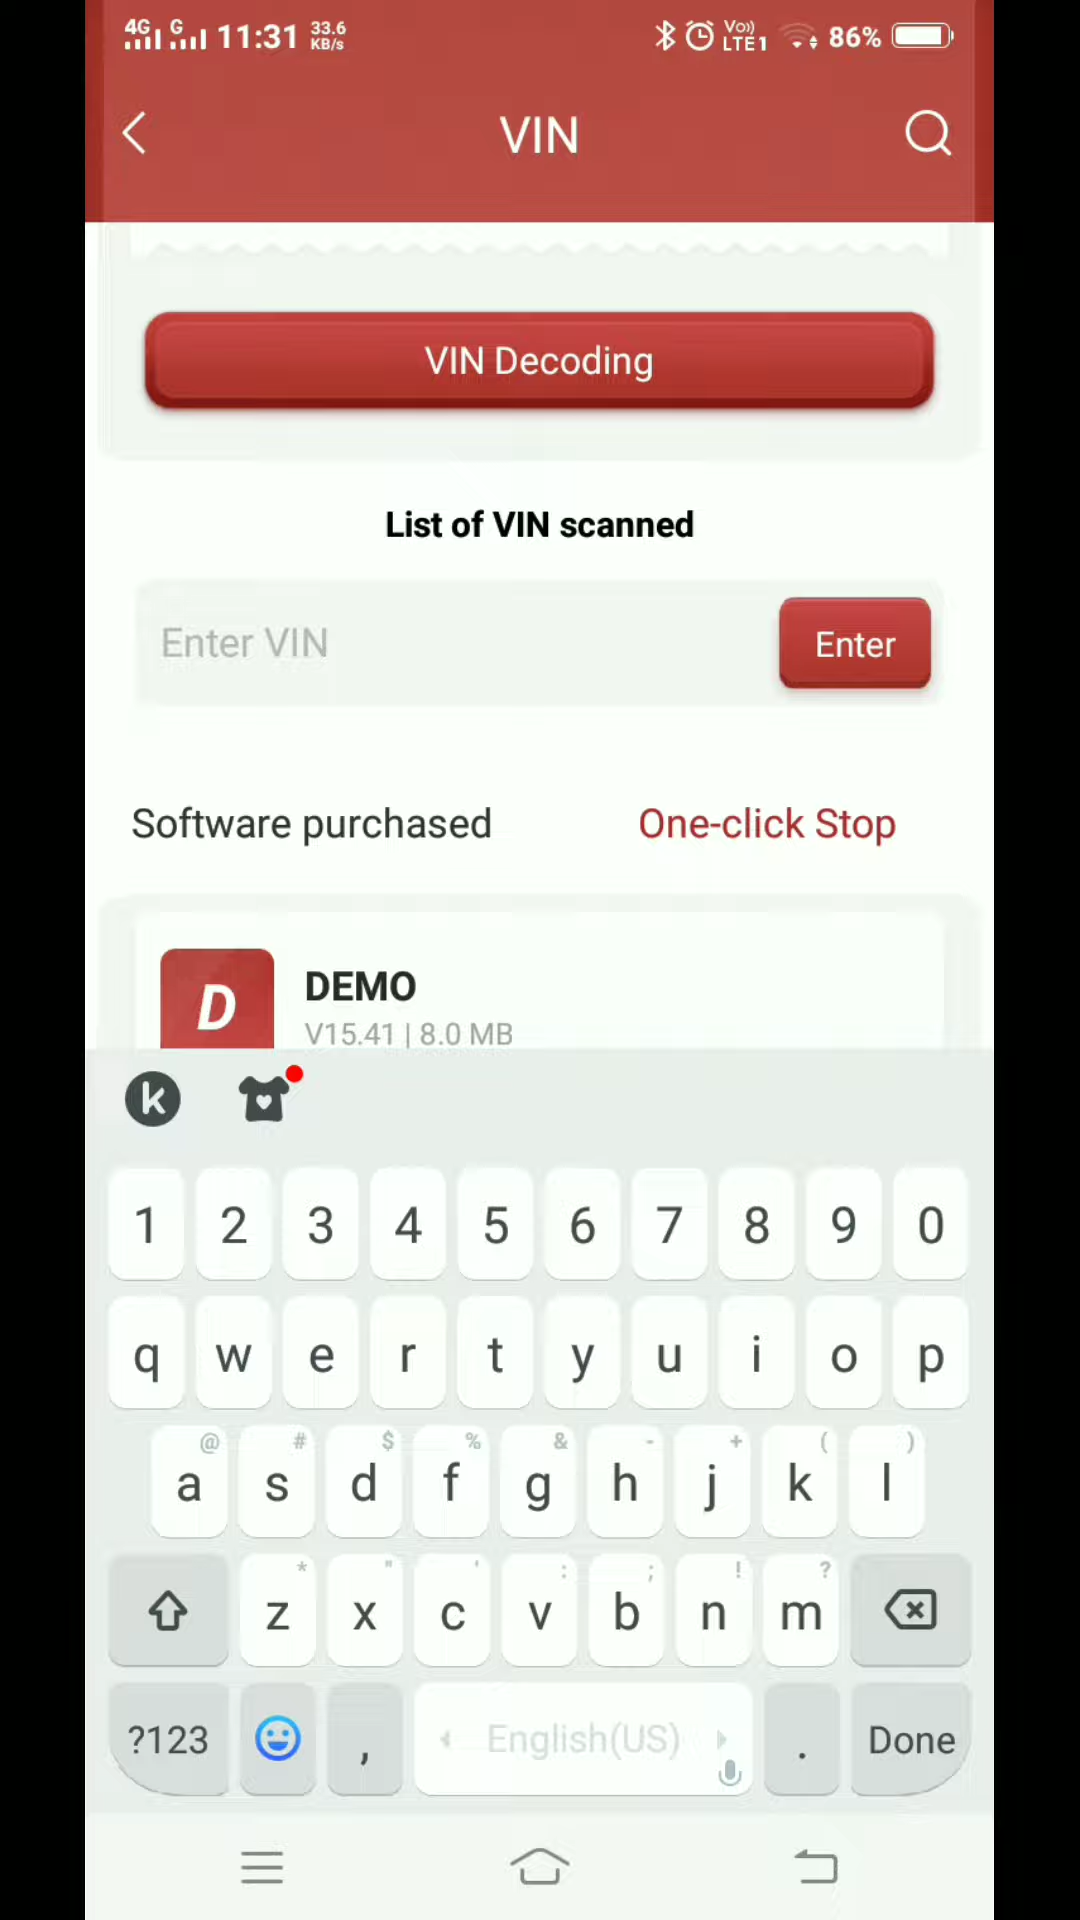 4G G 11:31 33.6 KB/s Vo)) LTE1 86%
VIN
VIN Decoding
List of VIN scanned
Enter VIN Enter
Software purchased One-click Stop
D DEMO
V15.41 | 8.0 MB
k
1 2 3 4 5 6 7 8 9 0
q w e r t y u i o p
@ # $ % & - + ( )
a s d f g h j k l
* " ' : ; ! ?
z x c v b n m
?123 , English(US) . Done